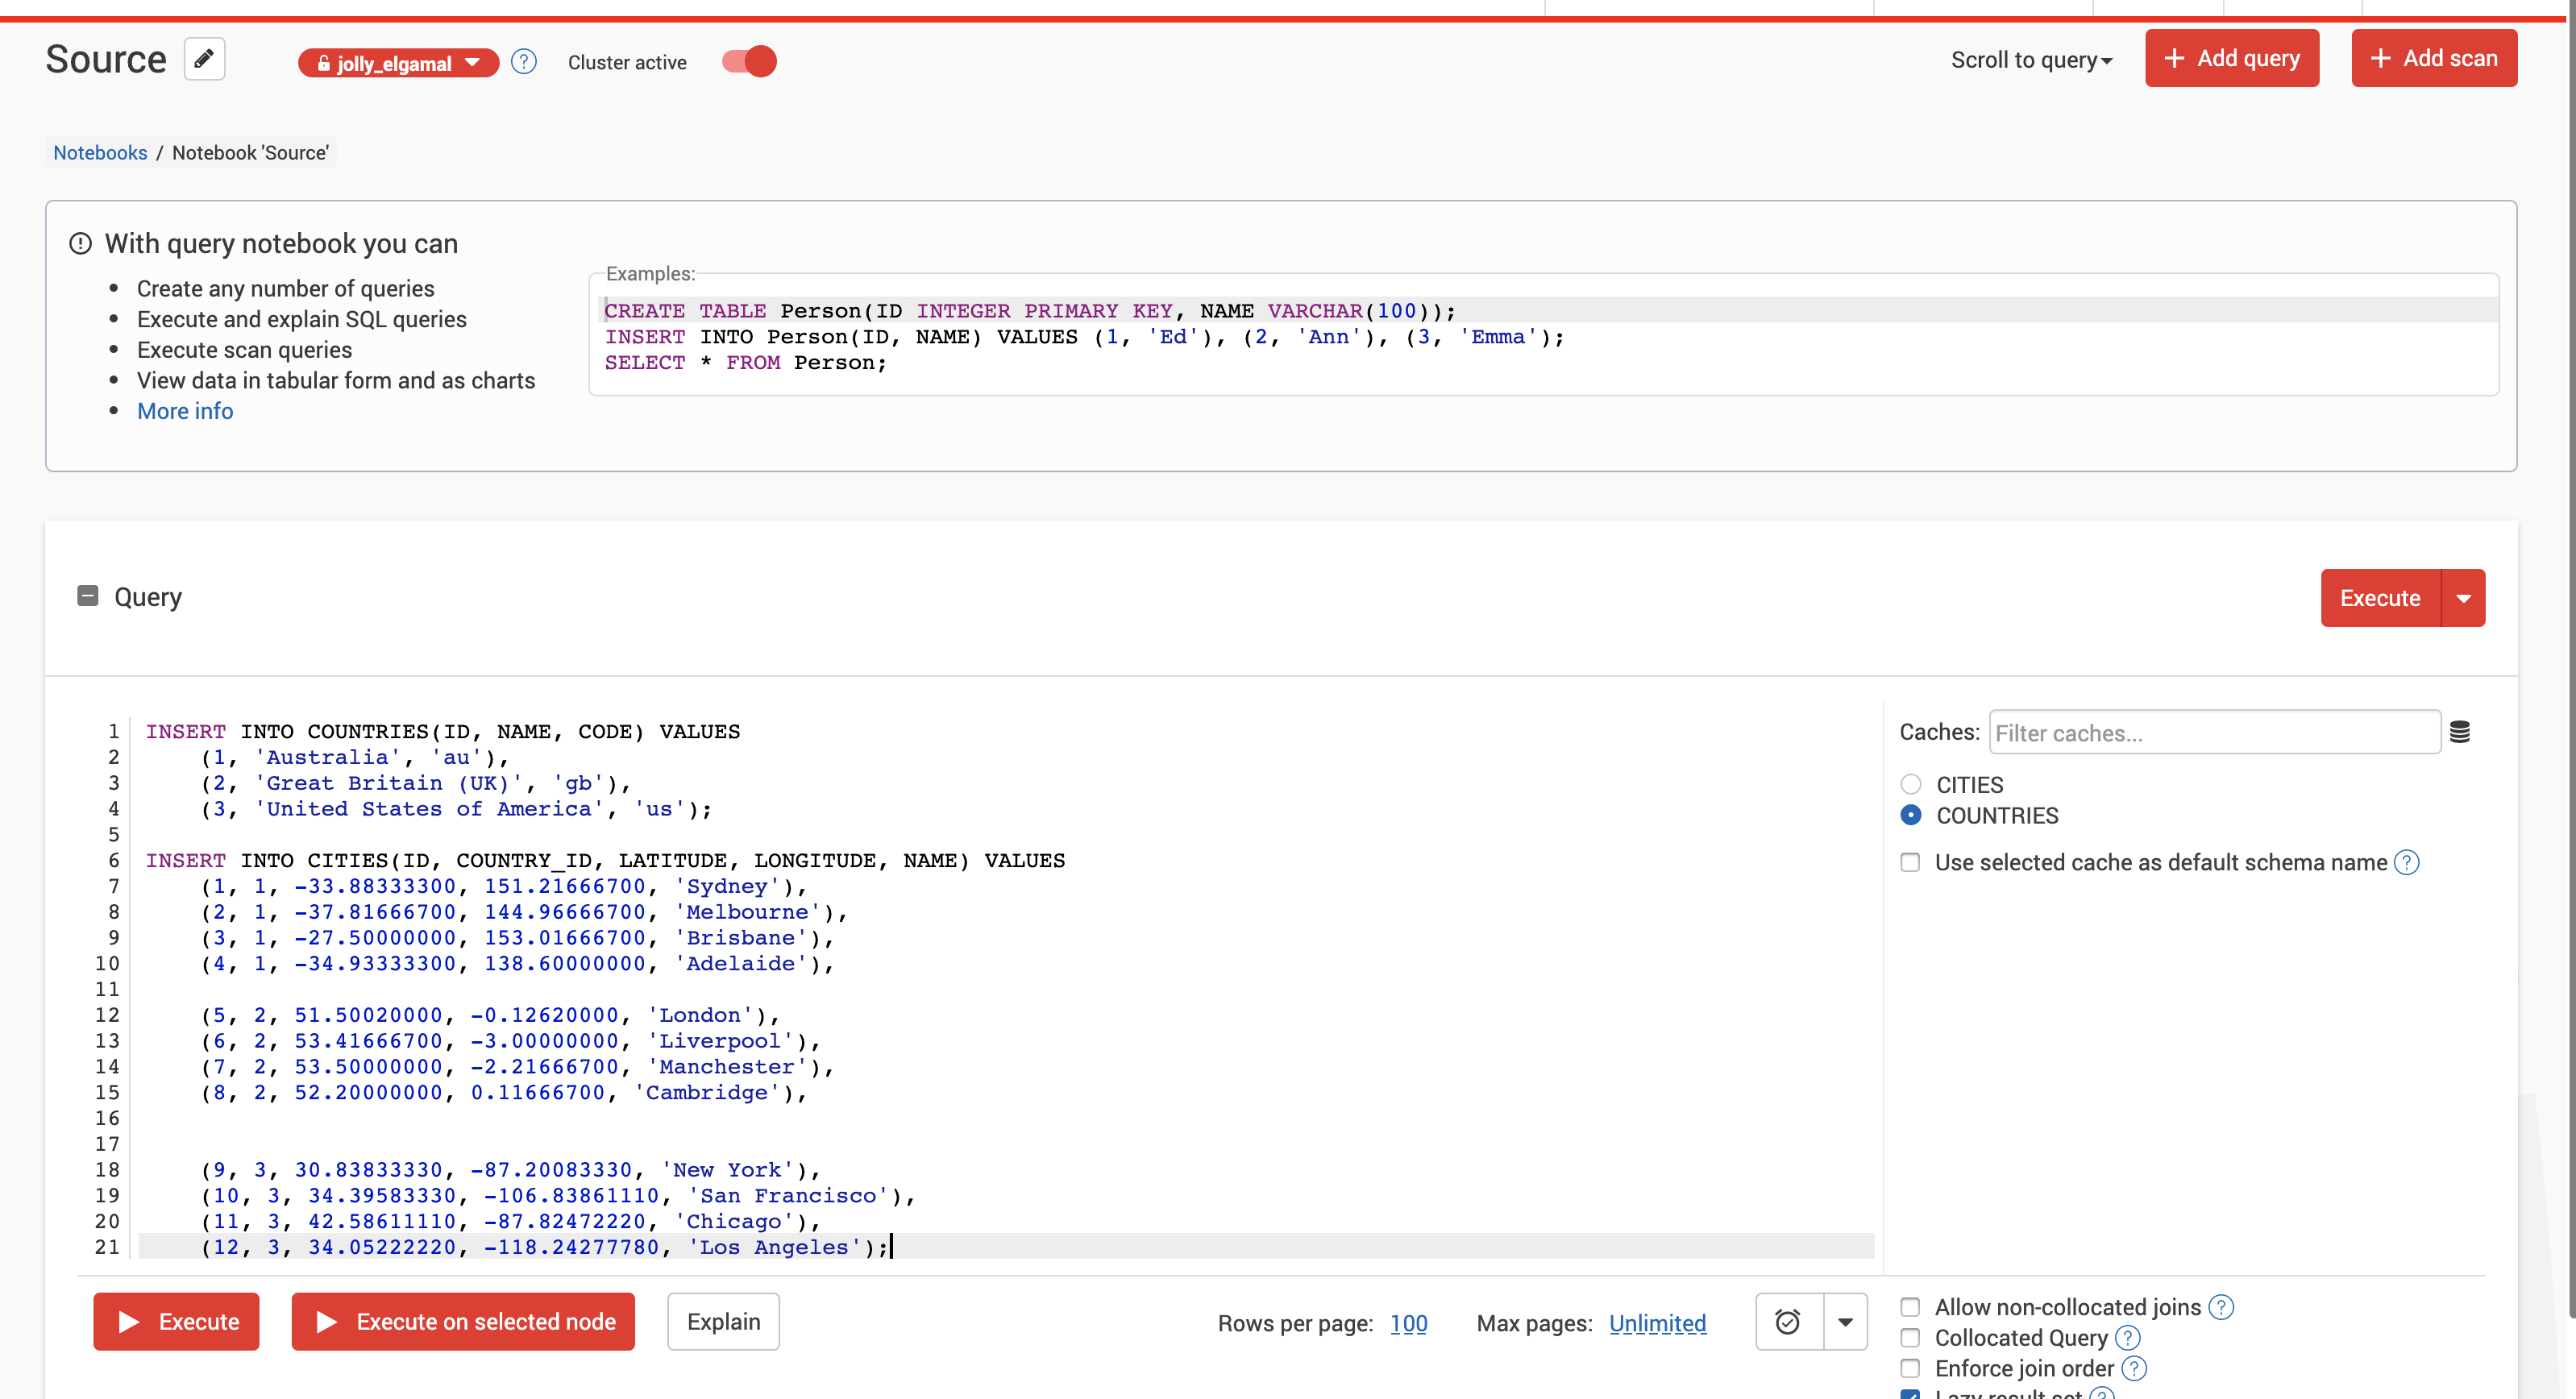 Source
jolly_elgamal
?
Cluster active
Scroll to query
+ Add query
+ Add scan
Notebooks / Notebook 'Source'
With query notebook you can
• Create any number of queries
• Execute and explain SQL queries
• Execute scan queries
• View data in tabular form and as charts
• More info
Examples:
CREATE TABLE Person(ID INTEGER PRIMARY KEY, NAME VARCHAR(100));
INSERT INTO Person(ID, NAME) VALUES (1, 'Ed'), (2, 'Ann'), (3, 'Emma');
SELECT * FROM Person;
Query
Execute
1 INSERT INTO COUNTRIES(ID, NAME, CODE) VALUES
2 (1, 'Australia', 'au'),
3 (2, 'Great Britain (UK)', 'gb'),
4 (3, 'United States of America', 'us');
5
6 INSERT INTO CITIES(ID, COUNTRY_ID, LATITUDE, LONGITUDE, NAME) VALUES
7 (1, 1, -33.88333300, 151.21666700, 'Sydney'),
8 (2, 1, -37.81666700, 144.96666700, 'Melbourne'),
9 (3, 1, -27.50000000, 153.01666700, 'Brisbane'),
10 (4, 1, -34.93333300, 138.60000000, 'Adelaide'),
11
12 (5, 2, 51.50020000, -0.12620000, 'London'),
13 (6, 2, 53.41666700, -3.00000000, 'Liverpool'),
14 (7, 2, 53.50000000, -2.21666700, 'Manchester'),
15 (8, 2, 52.20000000, 0.11666700, 'Cambridge'),
16
17
18 (9, 3, 30.83833330, -87.20083330, 'New York'),
19 (10, 3, 34.39583330, -106.83861110, 'San Francisco'),
20 (11, 3, 42.58611110, -87.82472220, 'Chicago'),
21 (12, 3, 34.05222220, -118.24277780, 'Los Angeles');
Caches: Filter caches...
CITIES
COUNTRIES
Use selected cache as default schema name ?
Execute
Execute on selected node
Explain
Rows per page: 100
Max pages: Unlimited
Allow non-collocated joins ?
Collocated Query ?
Enforce join order ?
Lazy result set ?